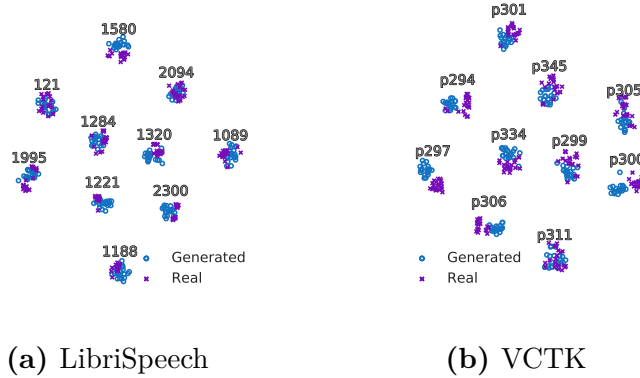 1580
2094
121
1284
1320
1089
1995
1221
2300
1188
Generated
Real
(a) LibriSpeech
p301
p345
p294
p305
p334
p299
p297
p300
p306
p311
Generated
Real
(b) VCTK